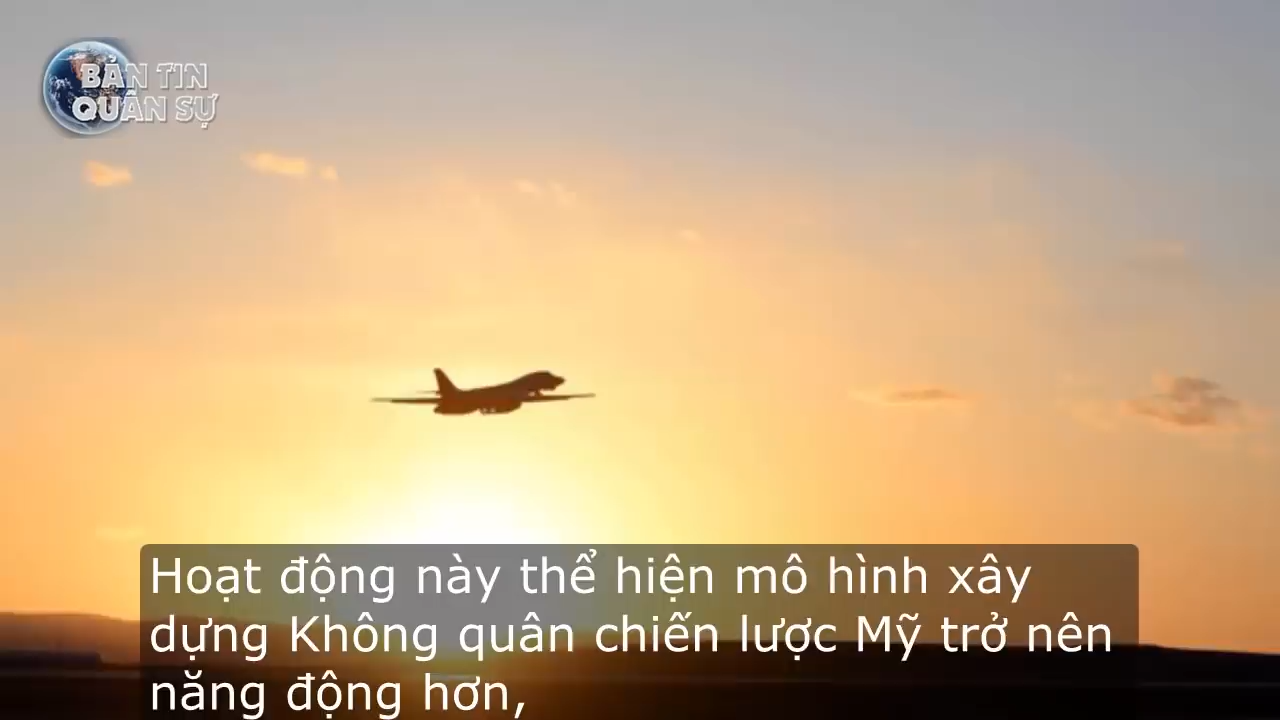 BẢN TIN
QUÂN SỰ
Hoạt động này thể hiện mô hình xây
dựng Không quân chiến lược Mỹ trở nên
năng động hơn,